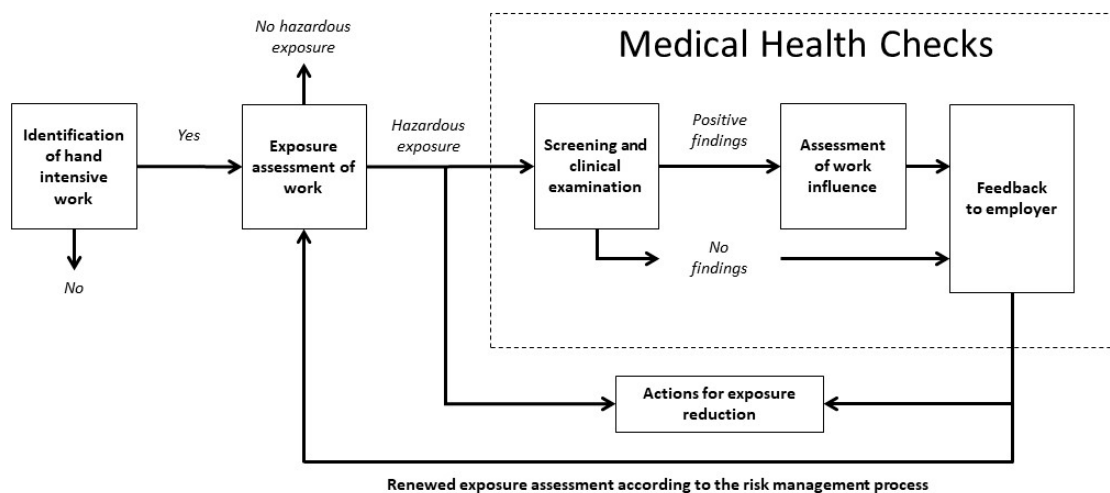 Medical Health Checks
No hazardous
exposure
Identification
of hand
intensive
work
Yes
No
Exposure
assessment of
work
Hazardous
exposure
Screening and
clinical
examination
Positive
findings
No
findings
Assessment
of work
influence
Feedback
to employer
Actions for exposure
reduction
Renewed exposure assessment according to the risk management process